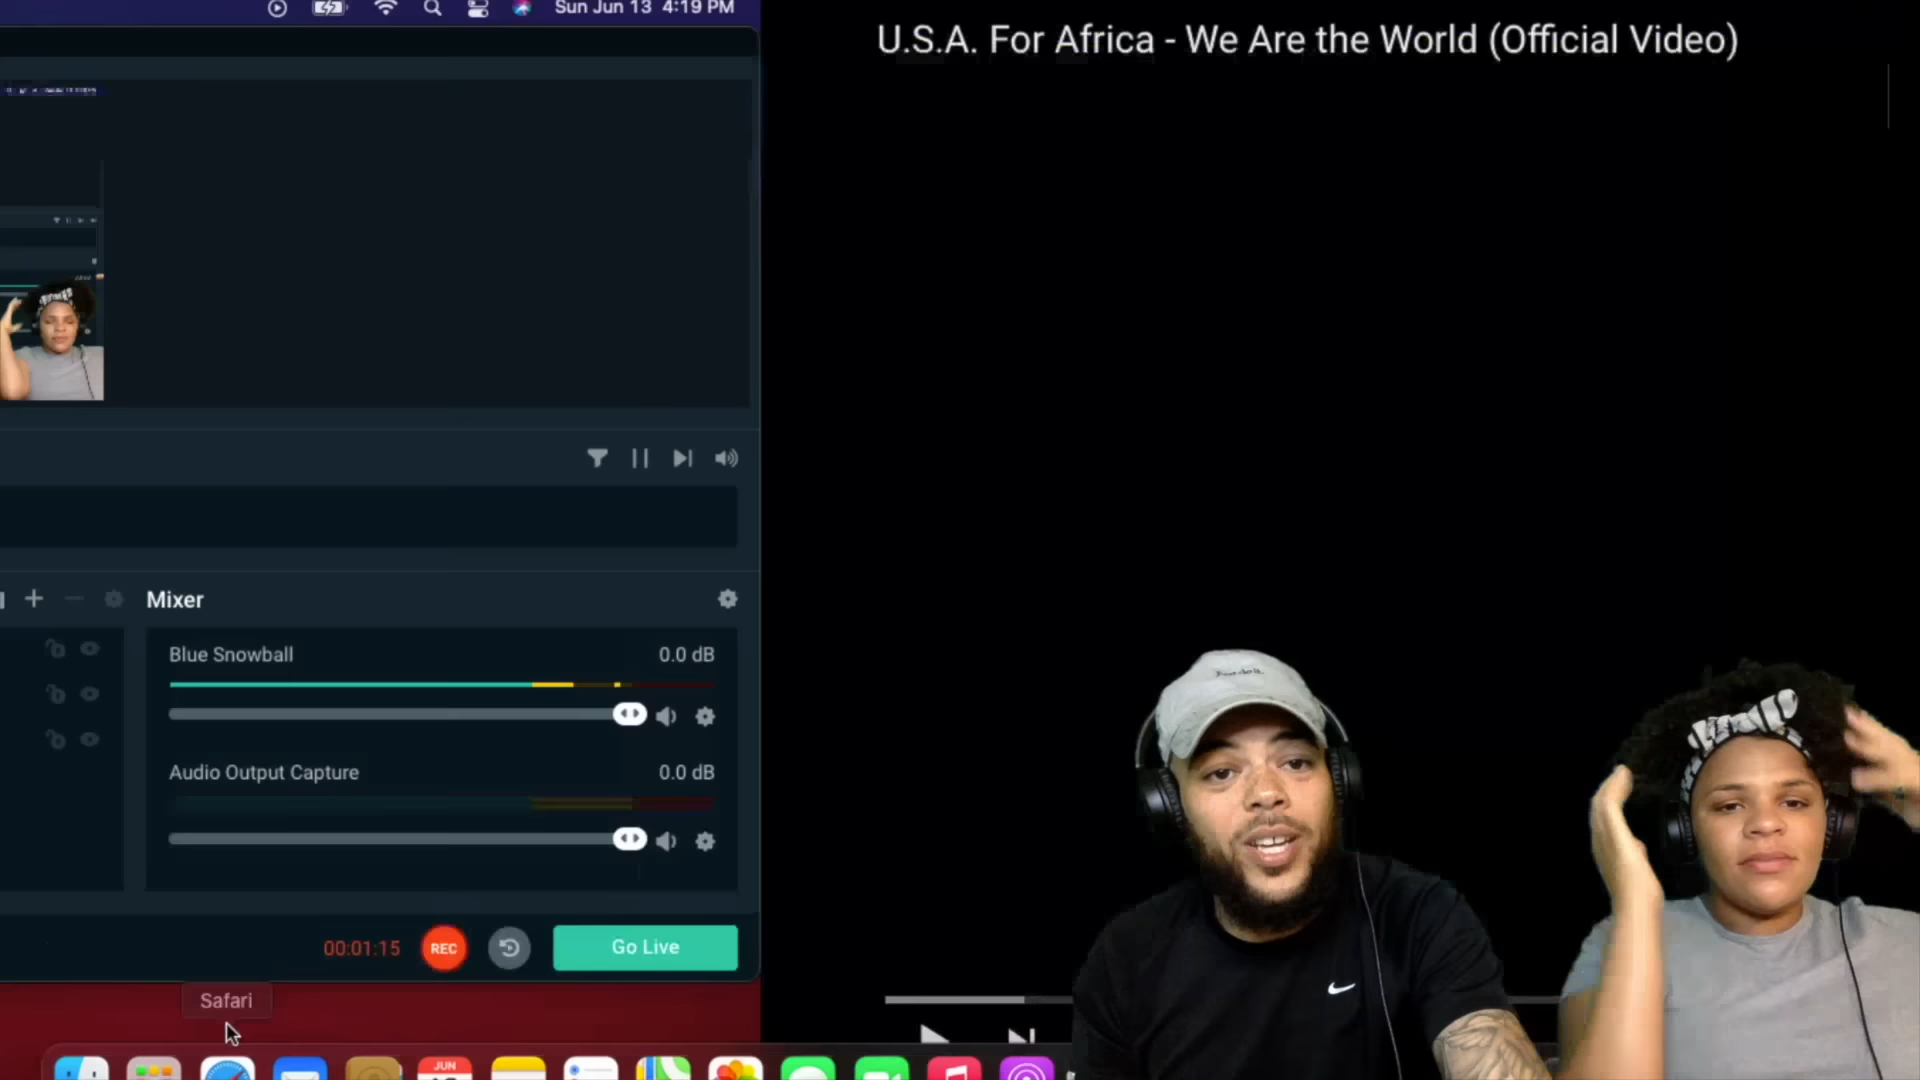 Sun Jun 13 4:19 PM
U.S.A. For Africa - We Are the World (Official Video)
Mixer
Blue Snowball
0.0 dB
Audio Output Capture
0.0 dB
00:01:15
REC
Go Live
Safari
JUN